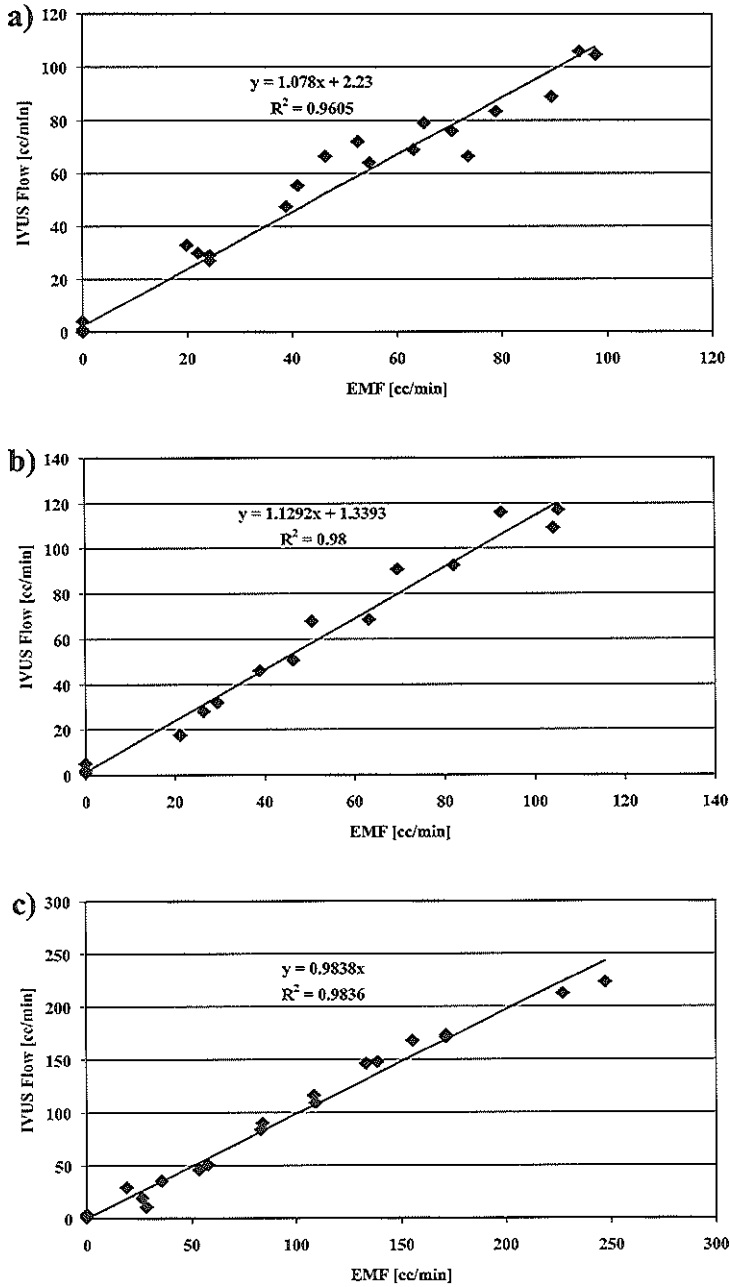 a)
120
100
80
60
40
20
0
IVUS Flow [cc/min]
y = 1.078x + 2.23
R² = 0.9605
0 20 40 60 80 100 120
EMF [cc/min]
b)
140
120
100
80
60
40
20
0
IVUS Flow [cc/min]
y = 1.1292x + 1.3393
R² = 0.98
0 20 40 60 80 100 120 140
EMF [cc/min]
c)
300
250
200
150
100
50
0
IVUS Flow [cc/min]
y = 0.9838x
R² = 0.9836
0 50 100 150 200 250 300
EMF [cc/min]